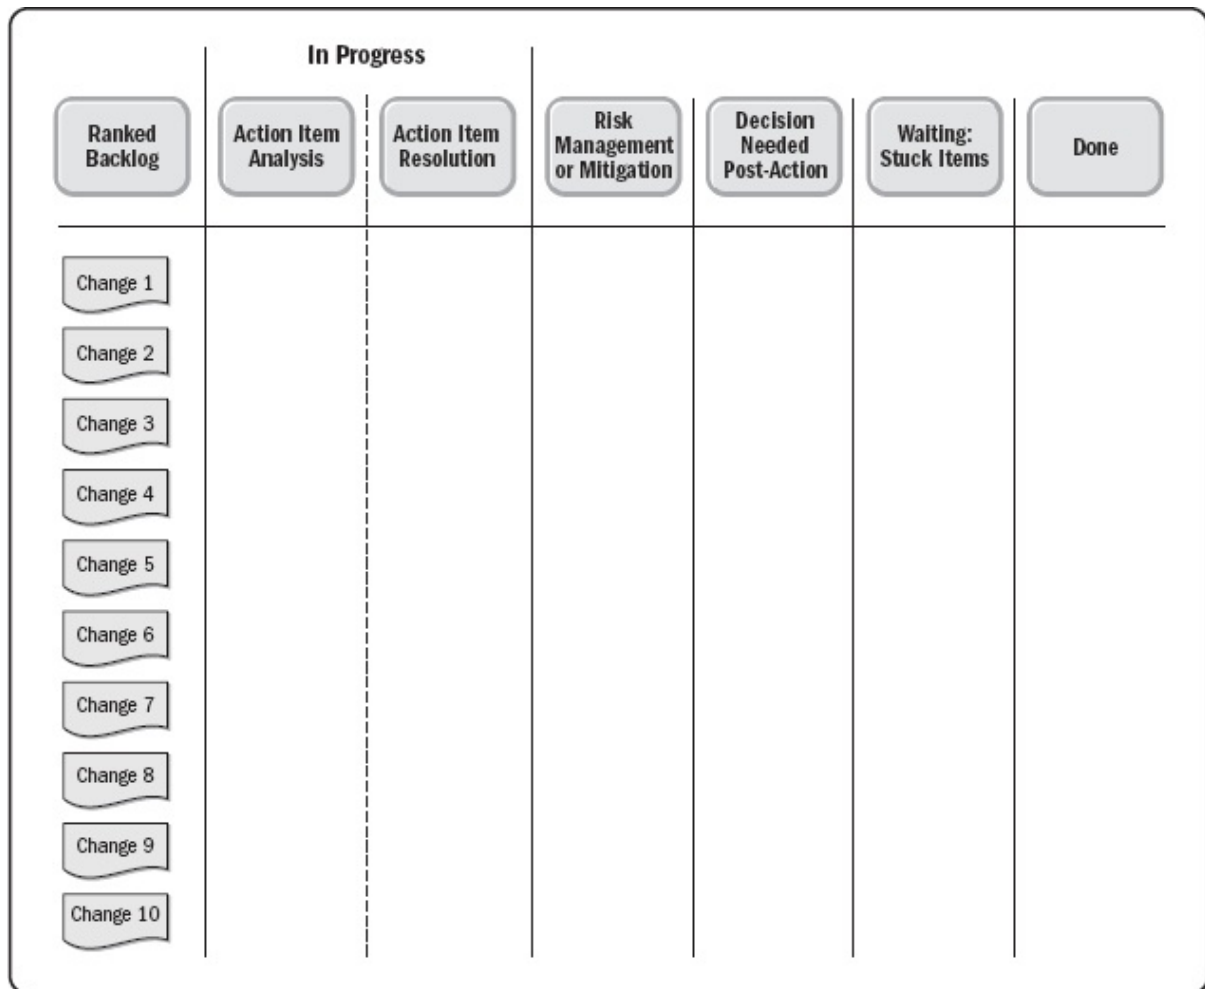 In Progress
Ranked
Backlog
Action Item
Analysis
Action Item
Resolution
Risk
Management
or Mitigation
Decision
Needed
Post-Action
Waiting:
Stuck Items
Done
Change 1
Change 2
Change 3
Change 4
Change 5
Change 6
Change 7
Change 8
Change 9
Change 10